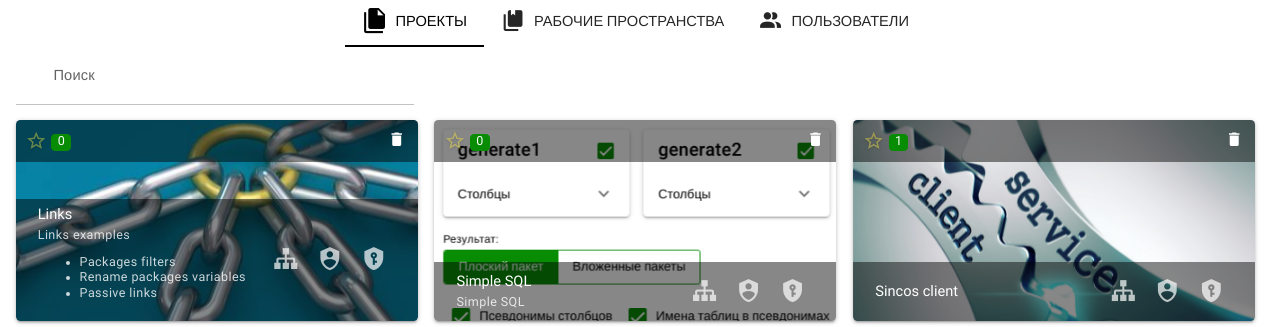 ПРОЕКТЫ РАБОЧИЕ ПРОСТРАНСТВА ПОЛЬЗОВАТЕЛИ
Поиск
0
Links
Links examples
Packages filters
Rename packages variables
Passive links
0
generate1 generate2
Столбцы Столбцы
Результат:
Плоский пакет Вложенные пакеты
Simple SQL
Simple SQL
Псевдонимы столбцов Имена таблиц в псевдонимах
1
client service
Sincos client